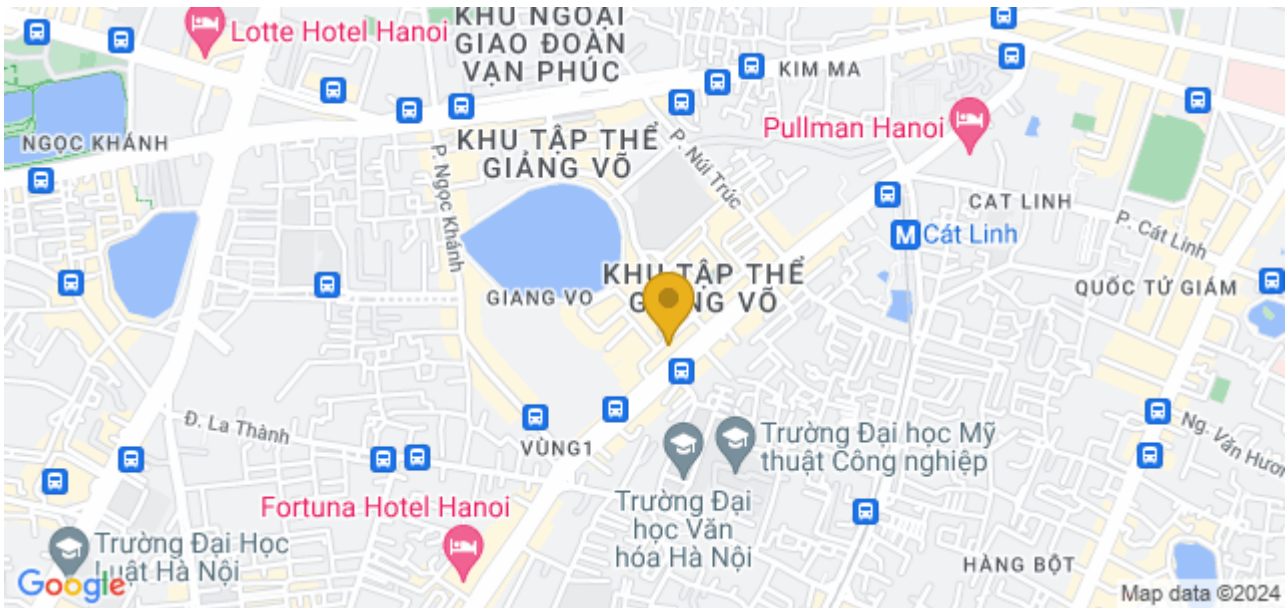 Lotte Hotel Hanoi
KHU NGOẠI
GIAO ĐOÀN
VẠN PHÚC
KIM MA
Pullman Hanoi
NGỌC KHÁNH
KHU TẬP THỂ
GIẢNG VÕ
P. Núi Trúc
P. Ngọc Khánh
CAT LINH
M Cát Linh
P. Cát Linh
KHU TẬP THỂ
GIẢNG VÕ
GIANG VO
QUỐC TỬ GIÁM
Đ. La Thành
VÙNG1
Trường Đại học Mỹ
thuật Công nghiệp
Ng. Văn Hươn
Fortuna Hotel Hanoi
Trường Đại
học Văn
hóa Hà Nội
Trường Đại Học
Luật Hà Nội
HÀNG BỘT
Google
Map data ©2024